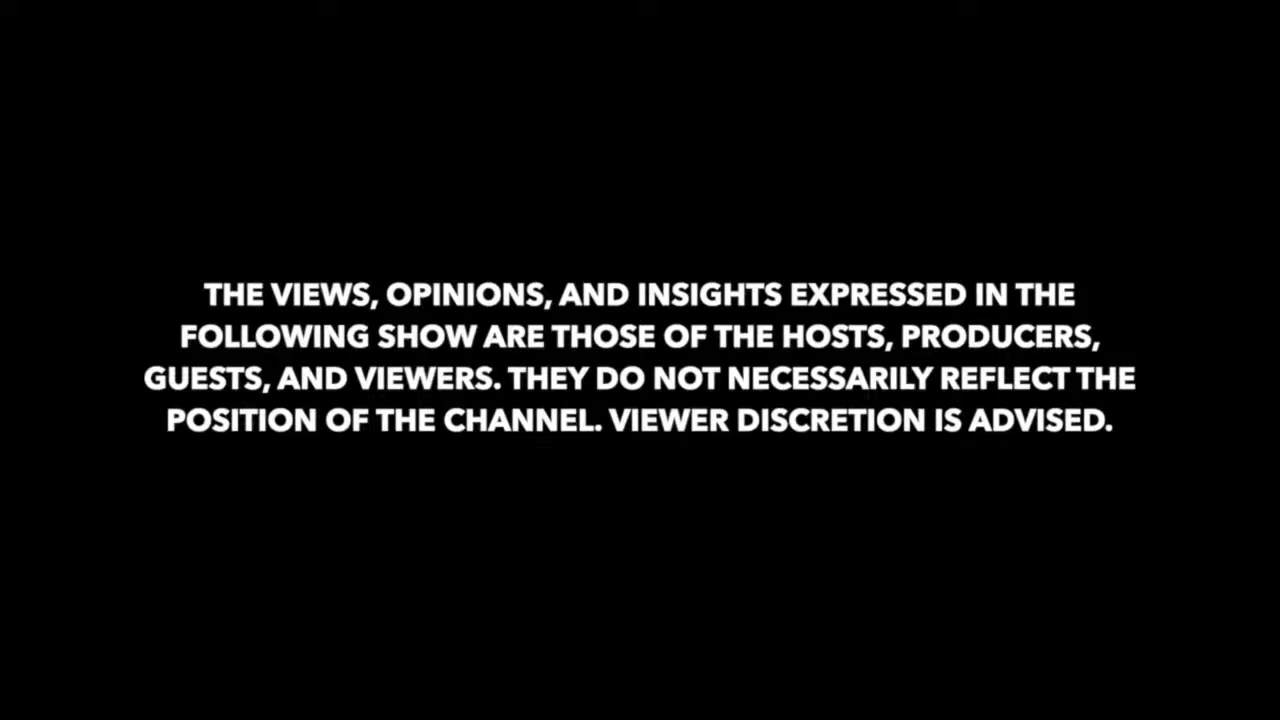 THE VIEWS, OPINIONS, AND INSIGHTS EXPRESSED IN THE
FOLLOWING SHOW ARE THOSE OF THE HOSTS, PRODUCERS,
GUESTS, AND VIEWERS. THEY DO NOT NECESSARILY REFLECT THE
POSITION OF THE CHANNEL. VIEWER DISCRETION IS ADVISED.